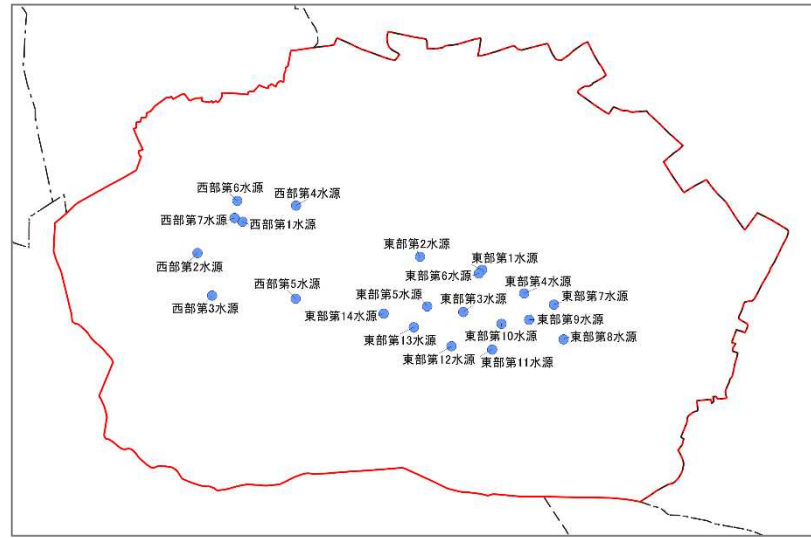 西部第6水源
西部第4水源
西部第7水源
西部第1水源
西部第2水源
西部第3水源
西部第5水源
東部第2水源
東部第1水源
東部第6水源
東部第4水源
東部第5水源
東部第3水源
東部第7水源
東部第14水源
東部第9水源
東部第13水源
東部第10水源
東部第8水源
東部第12水源
東部第11水源